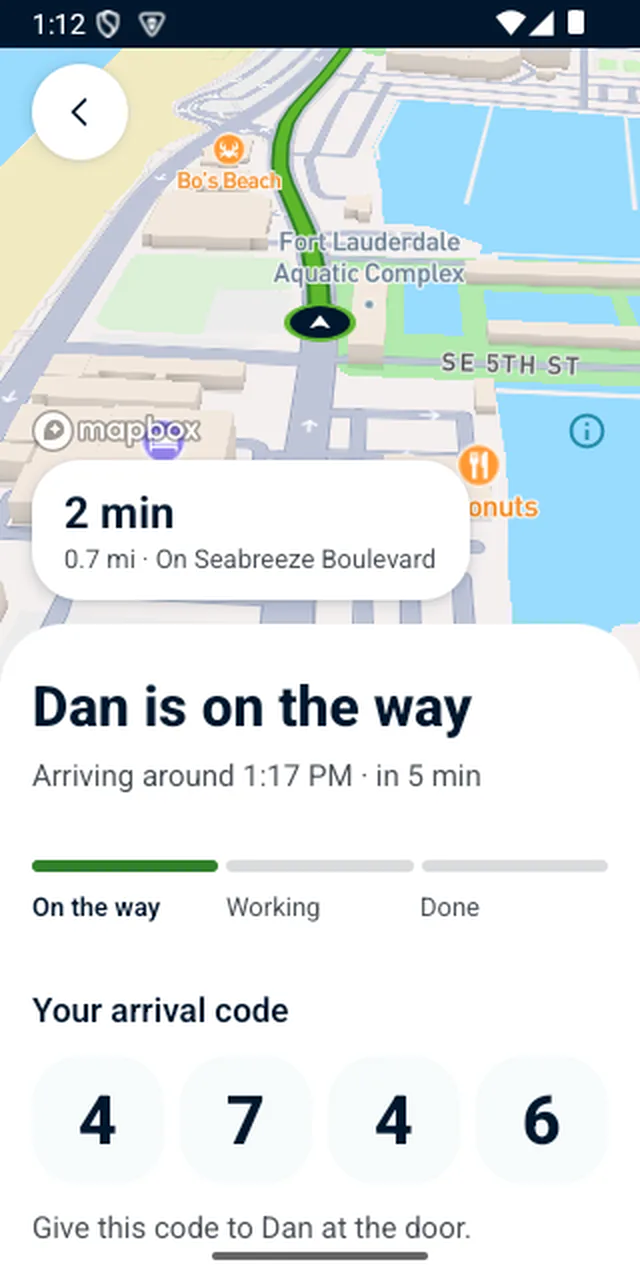 1:12
Bo's Beach
Fort Lauderdale
Aquatic Complex
SE 5TH ST
mapbox
onuts
2 min
0.7 mi · On Seabreeze Boulevard
Dan is on the way
Arriving around 1:17 PM · in 5 min
On the way
Working
Done
Your arrival code
4 7 4 6
Give this code to Dan at the door.